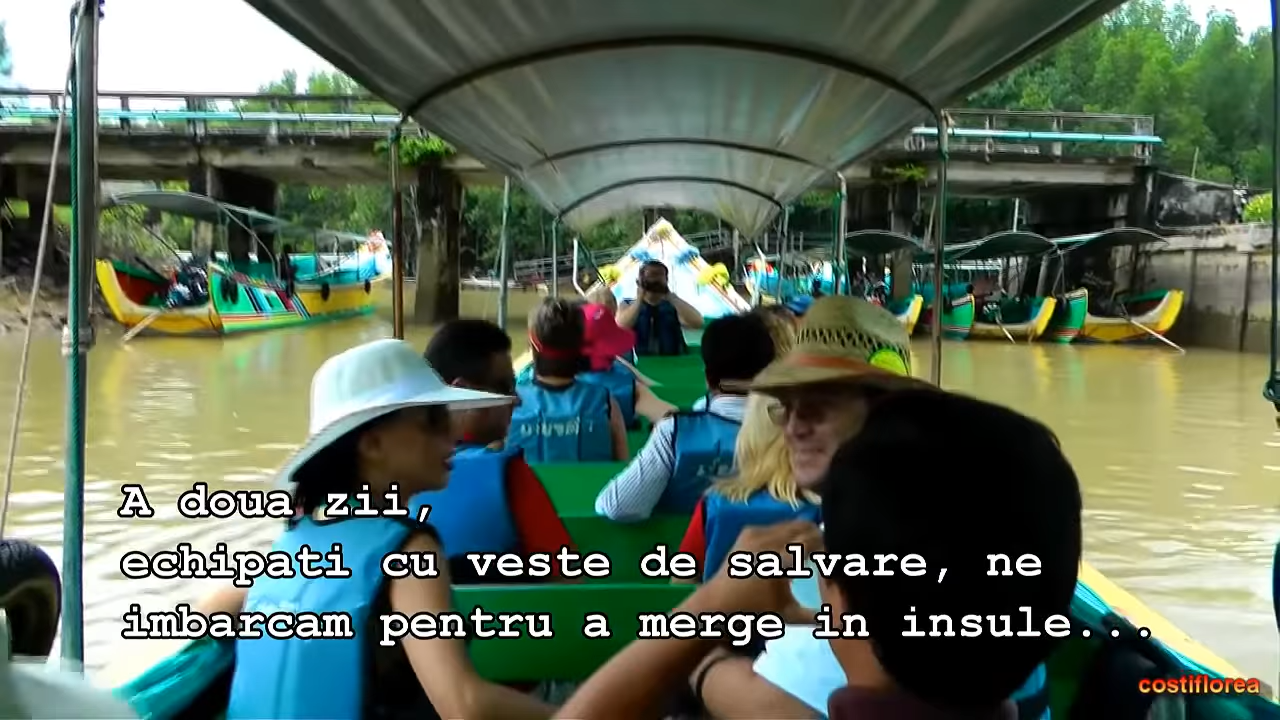 A doua zii,
echipati cu veste de salvare, ne
imbarcam pentru a merge in insule...
costiflorea